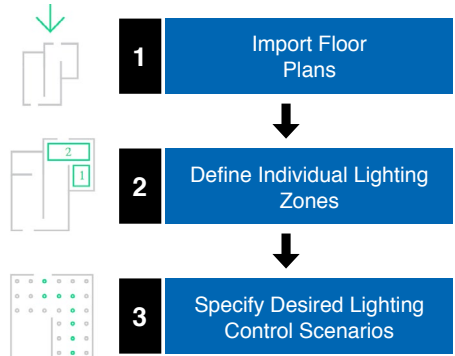 1
Import Floor
Plans
2
1
2
Define Individual Lighting
Zones
3
Specify Desired Lighting
Control Scenarios